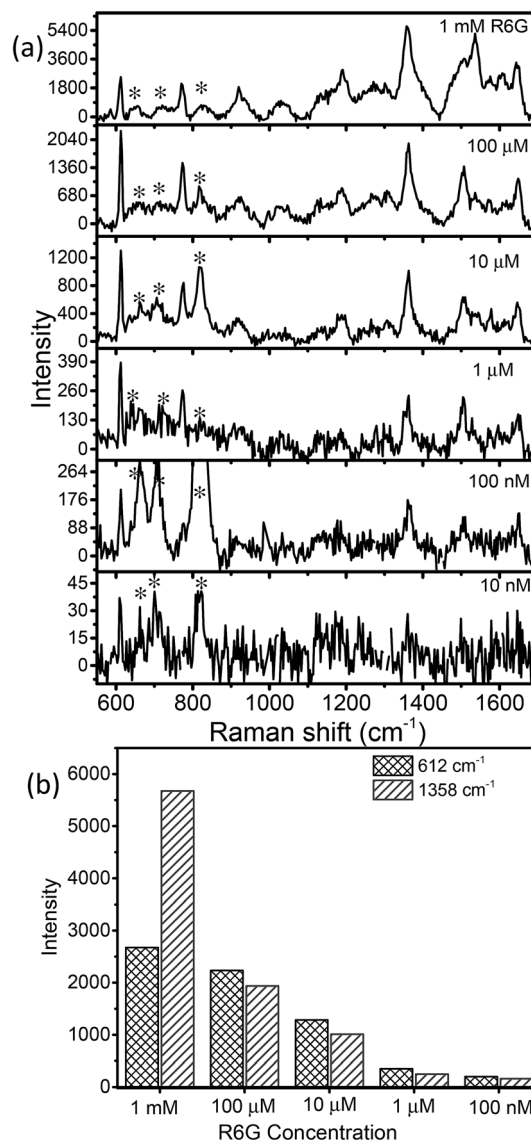 (a)
1 mM R6G
5400
3600
1800
0
* * *
100 μM
2040
1360
680
0
* * *
10 μM
1200
800
400
0
* * *
Intensity
1 μM
390
260
130
0
* * * *
100 nM
264
176
88
0
* * *
10 nM
45
30
15
0
* * *
600 800 1000 1200 1400 1600
Raman shift (cm⁻¹)
(b)
612 cm⁻¹
1358 cm⁻¹
6000
5000
4000
3000
2000
1000
0
Intensity
1 mM 100 μM 10 μM 1 μM 100 nM
R6G Concentration